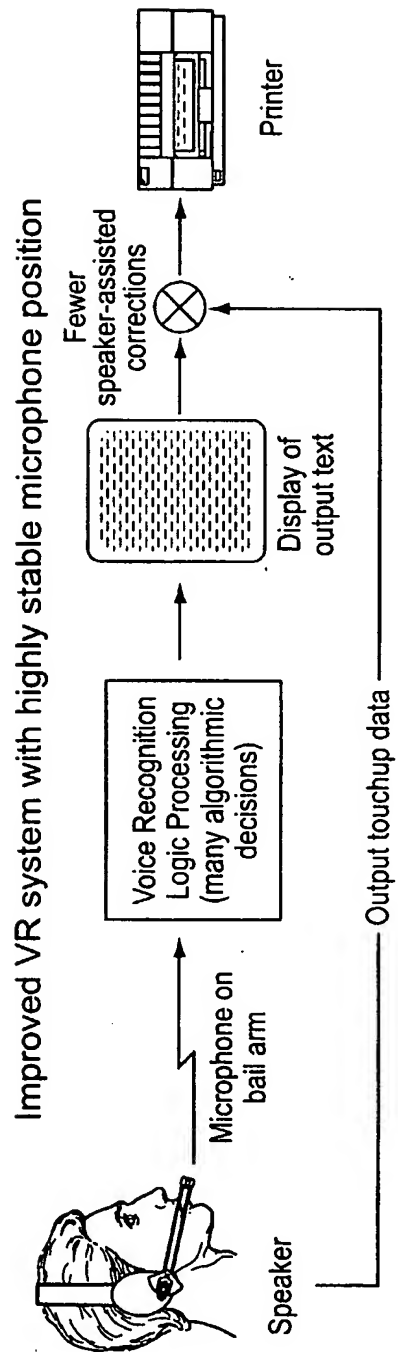 Improved VR system with highly stable microphone position
Speaker
Microphone on
bail arm
Voice Recognition
Logic Processing
(many algorithmic
decisions)
Display of
output text
Fewer
speaker-assisted
corrections
Printer
Output touchup data